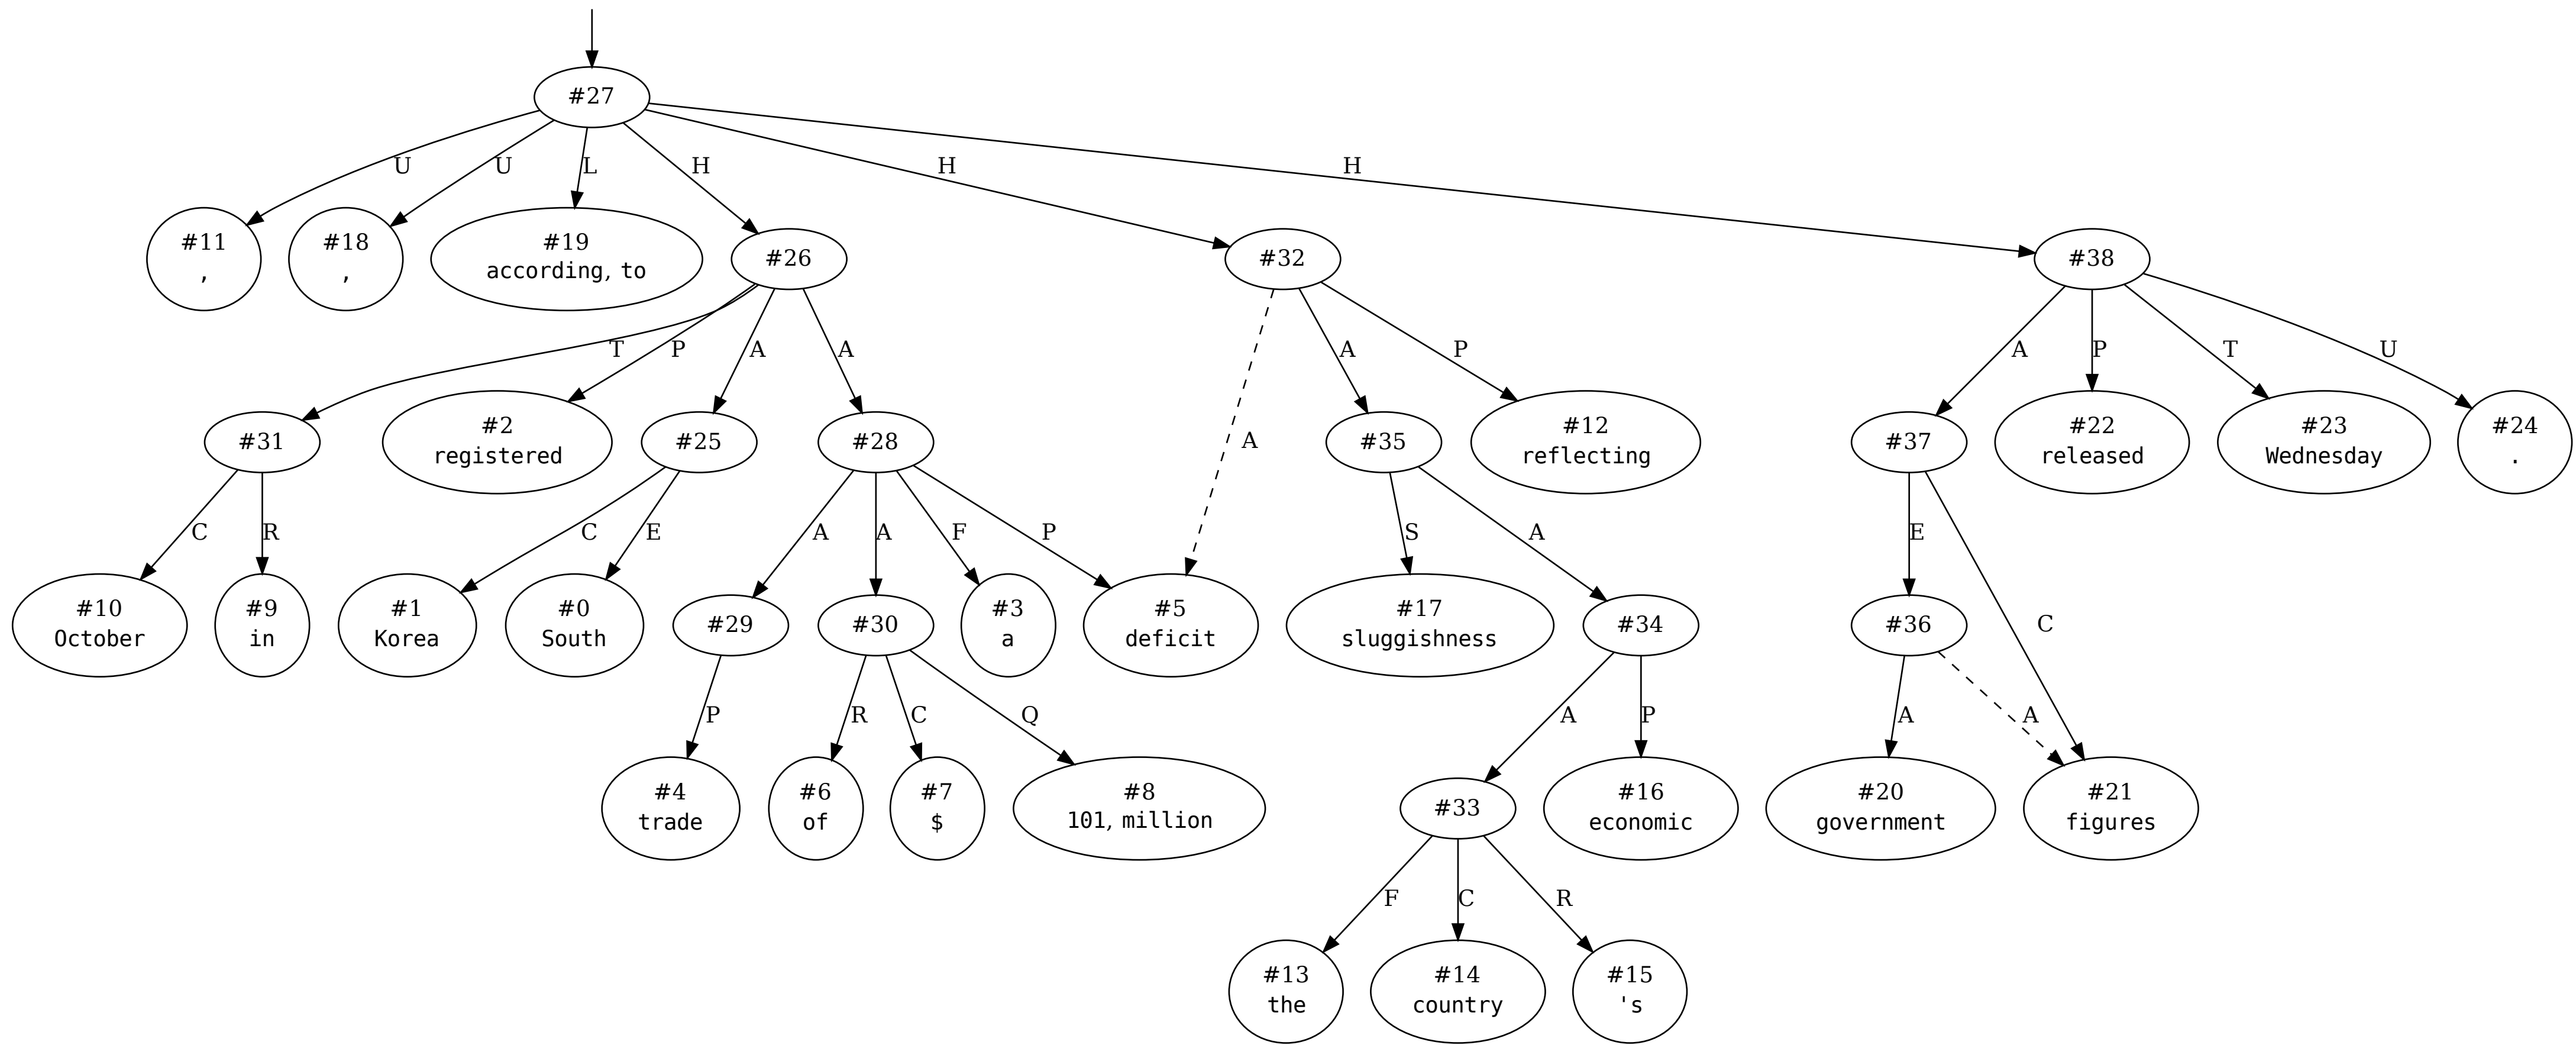 #27
U
U
L
H
H
H
#11
,
#18
,
#19
according, to
#26
#32
#38
T
P
A
A
A
A
P
A
P
T
U
#31
#2
registered
#25
#28
#35
#12
reflecting
#37
#22
released
#23
Wednesday
#24
.
C
R
C
E
A
A
F
P
S
A
E
C
#10
October
#9
in
#1
Korea
#0
South
#29
#30
#3
a
#5
deficit
#17
sluggishness
#34
#36
P
R
C
Q
A
P
A
A
#4
trade
#6
of
#7
$
#8
101, million
#33
#16
economic
#20
government
#21
figures
F
C
R
#13
the
#14
country
#15
's